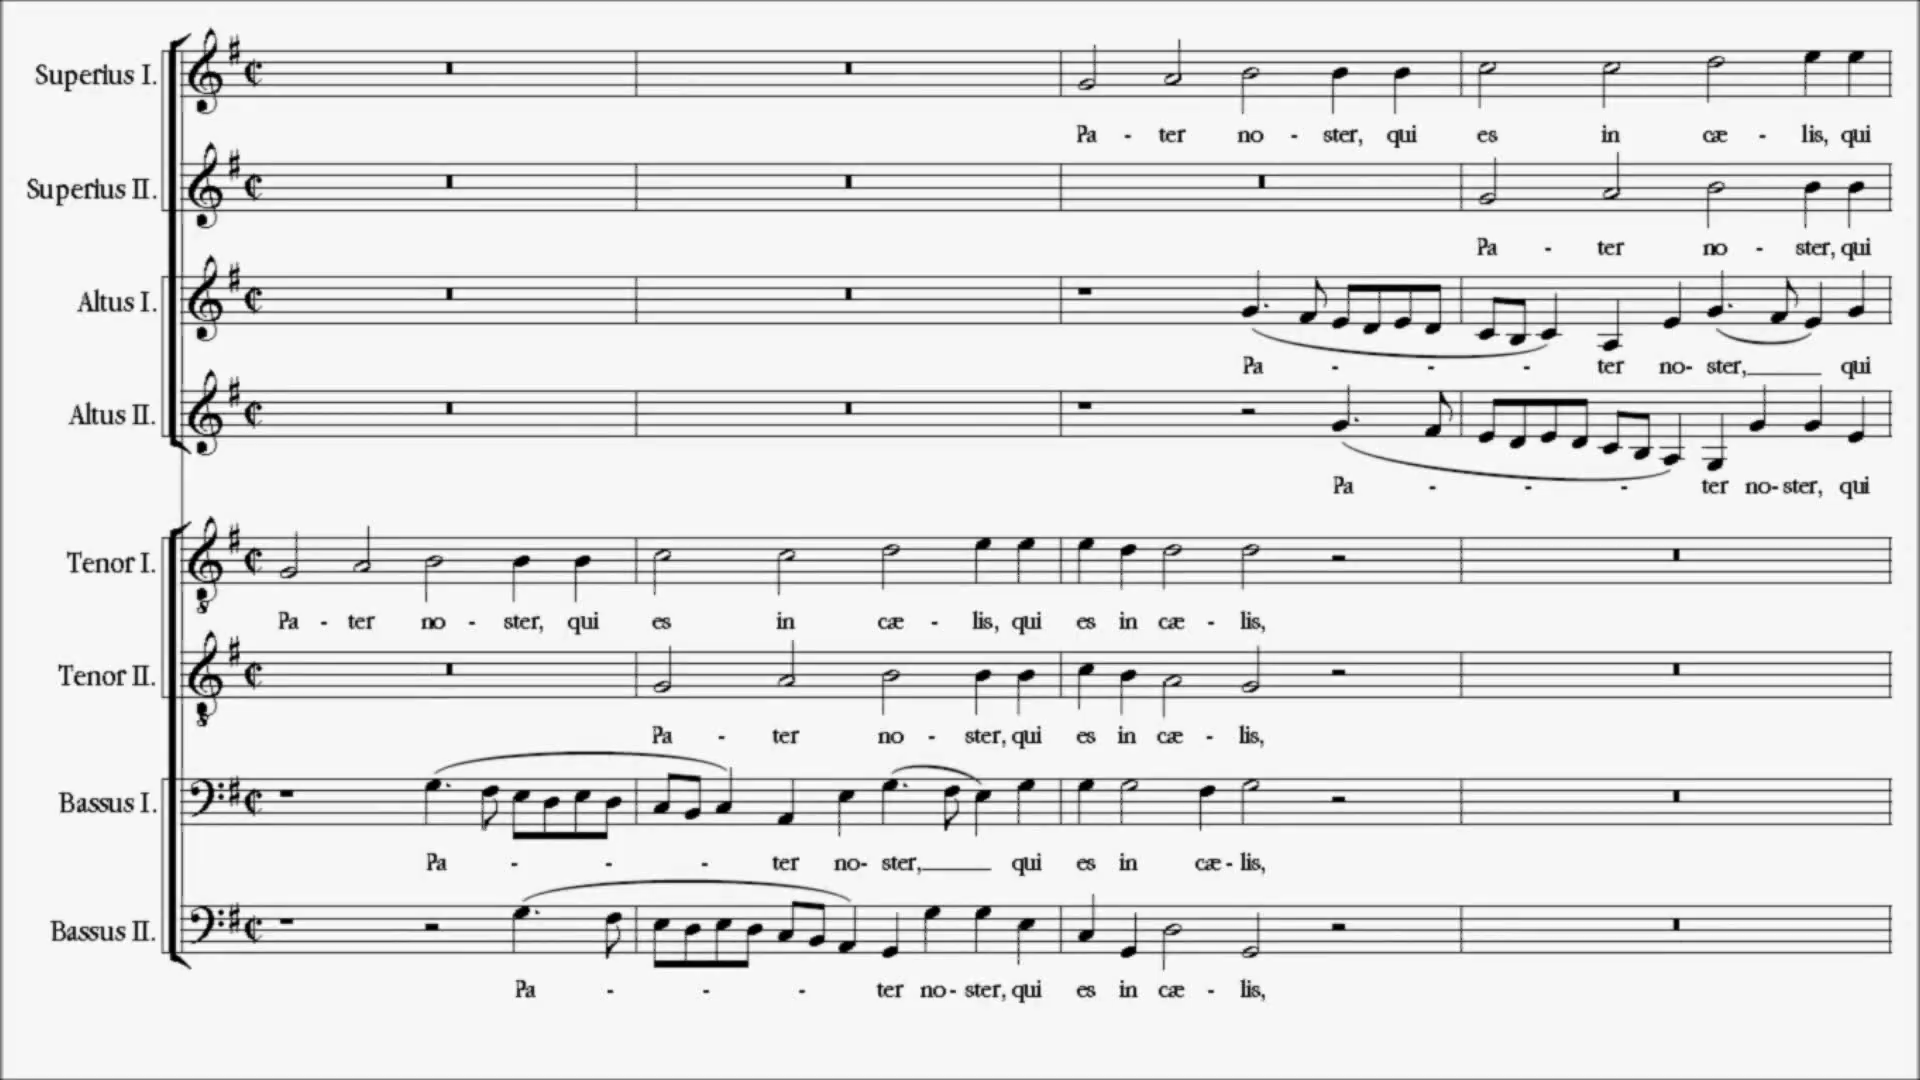 Superius I.
Pa - ter no - ster, qui es in cæ - lis, qui
Superius II.
Pa - ter no - ster, qui
Altus I.
Pa - - - ter no- ster, qui
Altus II.
Pa - - - ter no-ster, qui
Tenor I.
Pa - ter no - ster, qui es in cæ - lis, qui es in cæ - lis,
Tenor II.
Pa - ter no - ster, qui es in cæ - lis,
Bassus I.
Pa - - - ter no- ster, qui es in cæ - lis,
Bassus II.
Pa - - - ter no- ster, qui es in cæ - lis,